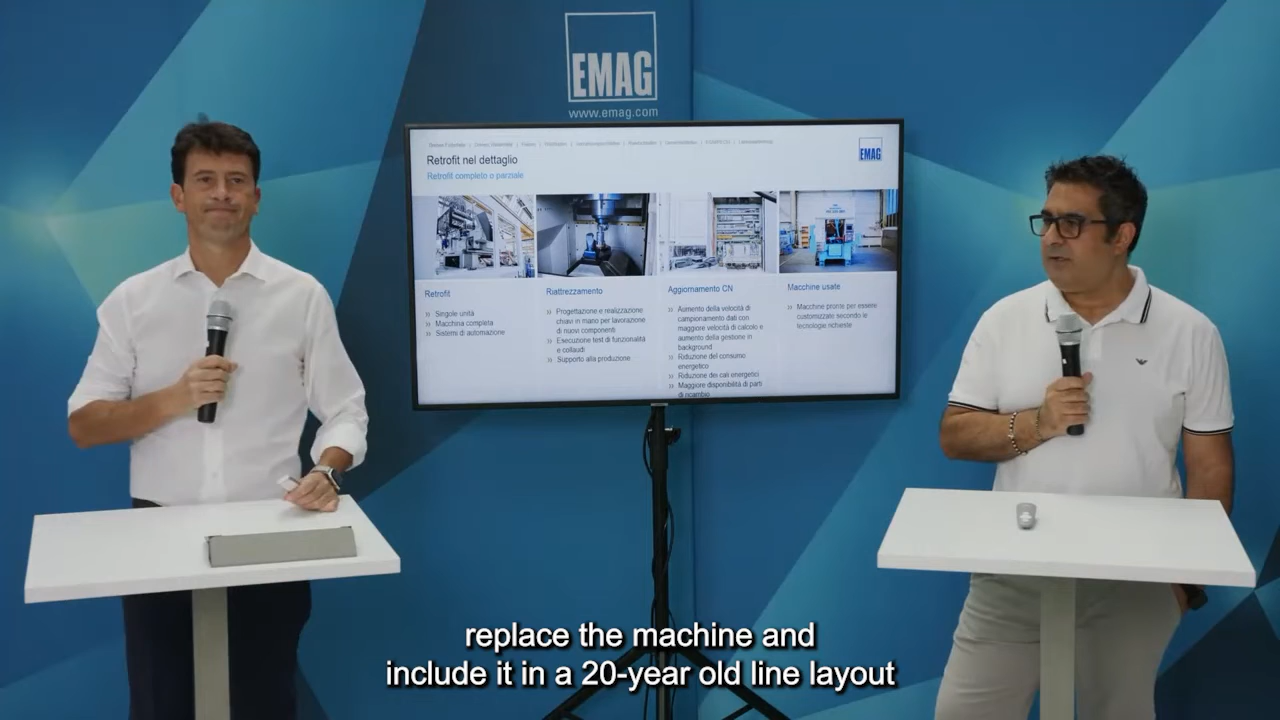 EMAG
www.emag.com
EMAG
Retrofit nel dettaglio
Retrofit completo o parziale
Retrofit
» Singole unità
» Macchina completa
» Sistemi di automazione
Riattrezzamento
» Progettazione e realizzazione
chiavi in mano per lavorazione
di nuovi componenti
» Esecuzione test di funzionalità
e collaudi
» Supporto alla produzione
Aggiornamento CN
» Aumento della velocità di
campionamento dati con
maggiore velocità di calcolo e
aumento della gestione in
background
» Riduzione del consumo
energetico
» Riduzione dei cali energetici
» Maggiore disponibilità di parti
di ricambio
Macchine usate
» Macchine pronte per essere
customizzate secondo le
tecnologie richieste
replace the machine and
include it in a 20-year old line layout